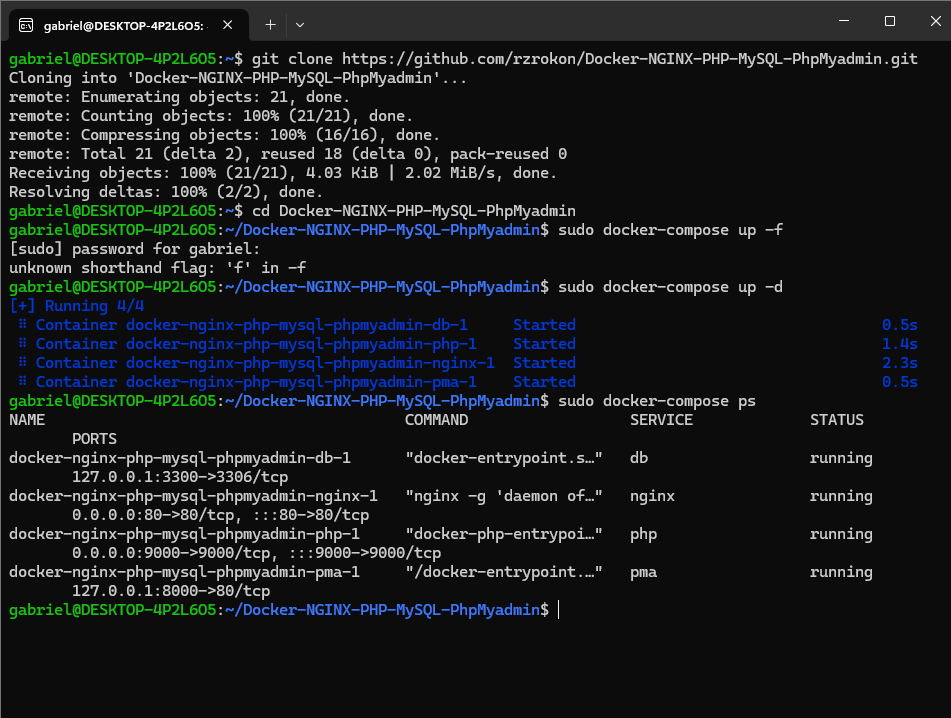 gabriel@DESKTOP-4P2L6O5:
gabriel@DESKTOP-4P2L6O5:~$ git clone https://github.com/rzrokon/Docker-NGINX-PHP-MySQL-PhpMyadmin.git
Cloning into 'Docker-NGINX-PHP-MySQL-PhpMyadmin'...
remote: Enumerating objects: 21, done.
remote: Counting objects: 100% (21/21), done.
remote: Compressing objects: 100% (16/16), done.
remote: Total 21 (delta 2), reused 18 (delta 0), pack-reused 0
Receiving objects: 100% (21/21), 4.03 KiB | 2.02 MiB/s, done.
Resolving deltas: 100% (2/2), done.
gabriel@DESKTOP-4P2L6O5:~$ cd Docker-NGINX-PHP-MySQL-PhpMyadmin
gabriel@DESKTOP-4P2L6O5:~/Docker-NGINX-PHP-MySQL-PhpMyadmin$ sudo docker-compose up -f
[sudo] password for gabriel:
unknown shorthand flag: 'f' in -f
gabriel@DESKTOP-4P2L6O5:~/Docker-NGINX-PHP-MySQL-PhpMyadmin$ sudo docker-compose up -d
[+] Running 4/4
⠿ Container docker-nginx-php-mysql-phpmyadmin-db-1 Started 0.5s
⠿ Container docker-nginx-php-mysql-phpmyadmin-php-1 Started 1.4s
⠿ Container docker-nginx-php-mysql-phpmyadmin-nginx-1 Started 2.3s
⠿ Container docker-nginx-php-mysql-phpmyadmin-pma-1 Started 0.5s
gabriel@DESKTOP-4P2L6O5:~/Docker-NGINX-PHP-MySQL-PhpMyadmin$ sudo docker-compose ps
NAME COMMAND SERVICE STATUS
PORTS
docker-nginx-php-mysql-phpmyadmin-db-1 "docker-entrypoint.s…" db running
127.0.0.1:3300->3306/tcp
docker-nginx-php-mysql-phpmyadmin-nginx-1 "nginx -g 'daemon of…" nginx running
0.0.0.0:80->80/tcp, :::80->80/tcp
docker-nginx-php-mysql-phpmyadmin-php-1 "docker-php-entrypoi…" php running
0.0.0.0:9000->9000/tcp, :::9000->9000/tcp
docker-nginx-php-mysql-phpmyadmin-pma-1 "/docker-entrypoint.…" pma running
127.0.0.1:8000->80/tcp
gabriel@DESKTOP-4P2L6O5:~/Docker-NGINX-PHP-MySQL-PhpMyadmin$